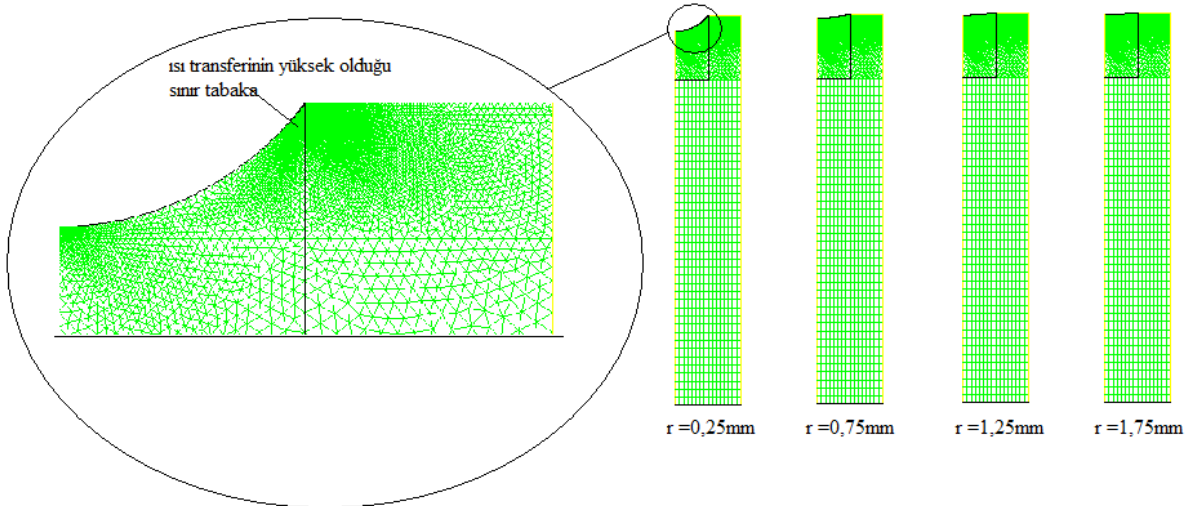 ısı transferinin yüksek olduğu
sınır tabaka
r =0,25mm
r =0,75mm
r =1,25mm
r =1,75mm